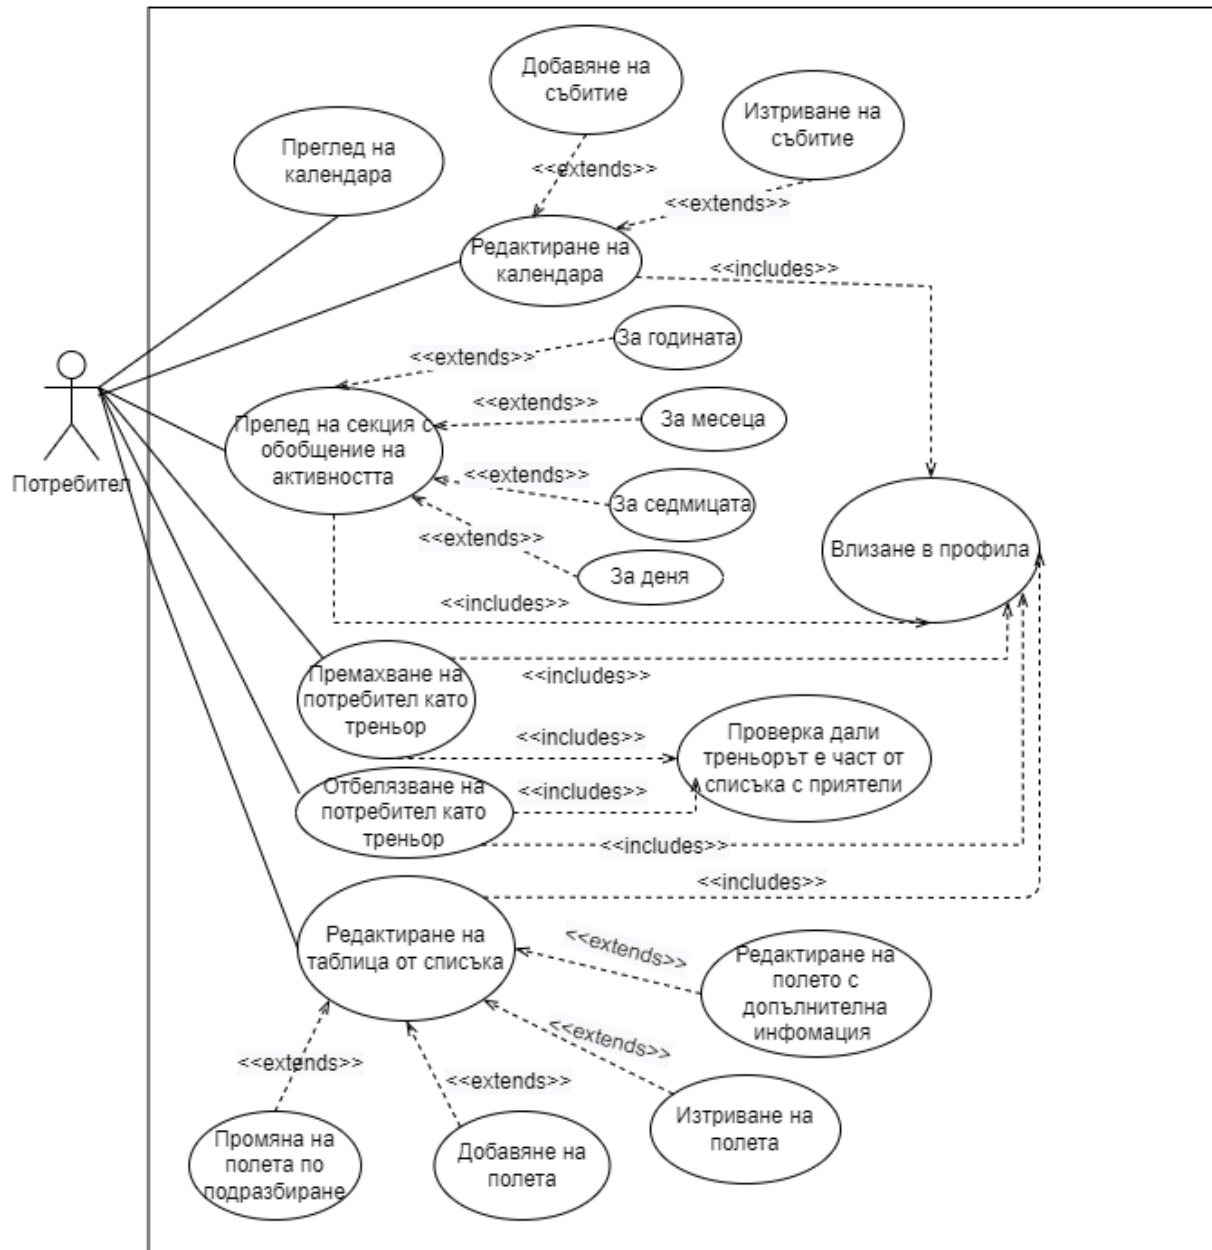 Добавяне на
събитие
Изтриване на
събитие
Преглед на
календара
<<extends>>
<<extends>>
Редактиране на
календара
<<includes>>
За годината
<<extends>>
<<extends>>
За месеца
Прелед на секция с
обобщение на
активността
<<extends>>
За седмицата
Потребител
<<extends>>
За деня
Влизане в профила
<<includes>>
Премахване на
потребител като
треньор
<<includes>>
<<includes>>
Проверка дали
треньорът е част от
списъка с приятели
Отбелязване на
потребител като
треньор
<<includes>>
<<includes>>
<<includes>>
Редактиране на
таблица от списъка
<<extends>>
Редактиране на
полето с
допълнителна
инфомация
<<extends>>
<<extends>>
<<extends>>
Изтриване на
полета
Промяна на
полета по
подразбиране
Добавяне на
полета